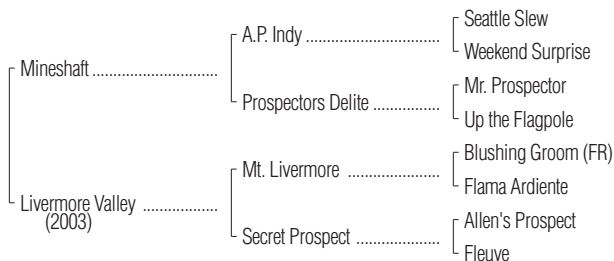 Seattle Slew
A.P. Indy ............................
Weekend Surprise
Mineshaft .................................
Mr. Prospector
Prospectors Delite .................
Up the Flagpole
Blushing Groom (FR)
Mt. Livermore ......................
Flama Ardiente
Livermore Valley ....................
(2003)
Allen's Prospect
Secret Prospect .....................
Fleuve